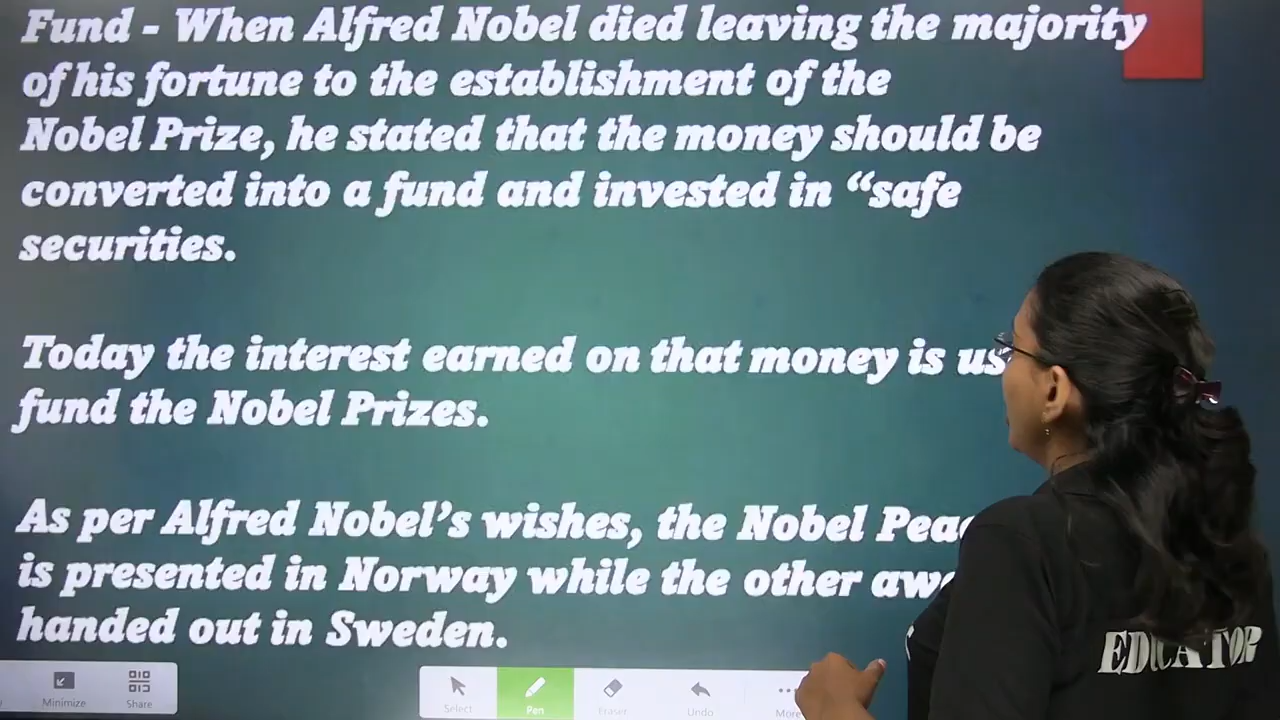 Fund - When Alfred Nobel died leaving the majority
of his fortune to the establishment of the
Nobel Prize, he stated that the money should be
converted into a fund and invested in “safe
securities.
Today the interest earned on that money is
fund the Nobel Prizes.
As per Alfred Nobel’s wishes, the Nobel
is presented in Norway while the other
handed out in Sweden.
EDUCATOR
Minimize
Share
Select
Pen
Eraser
Undo
More